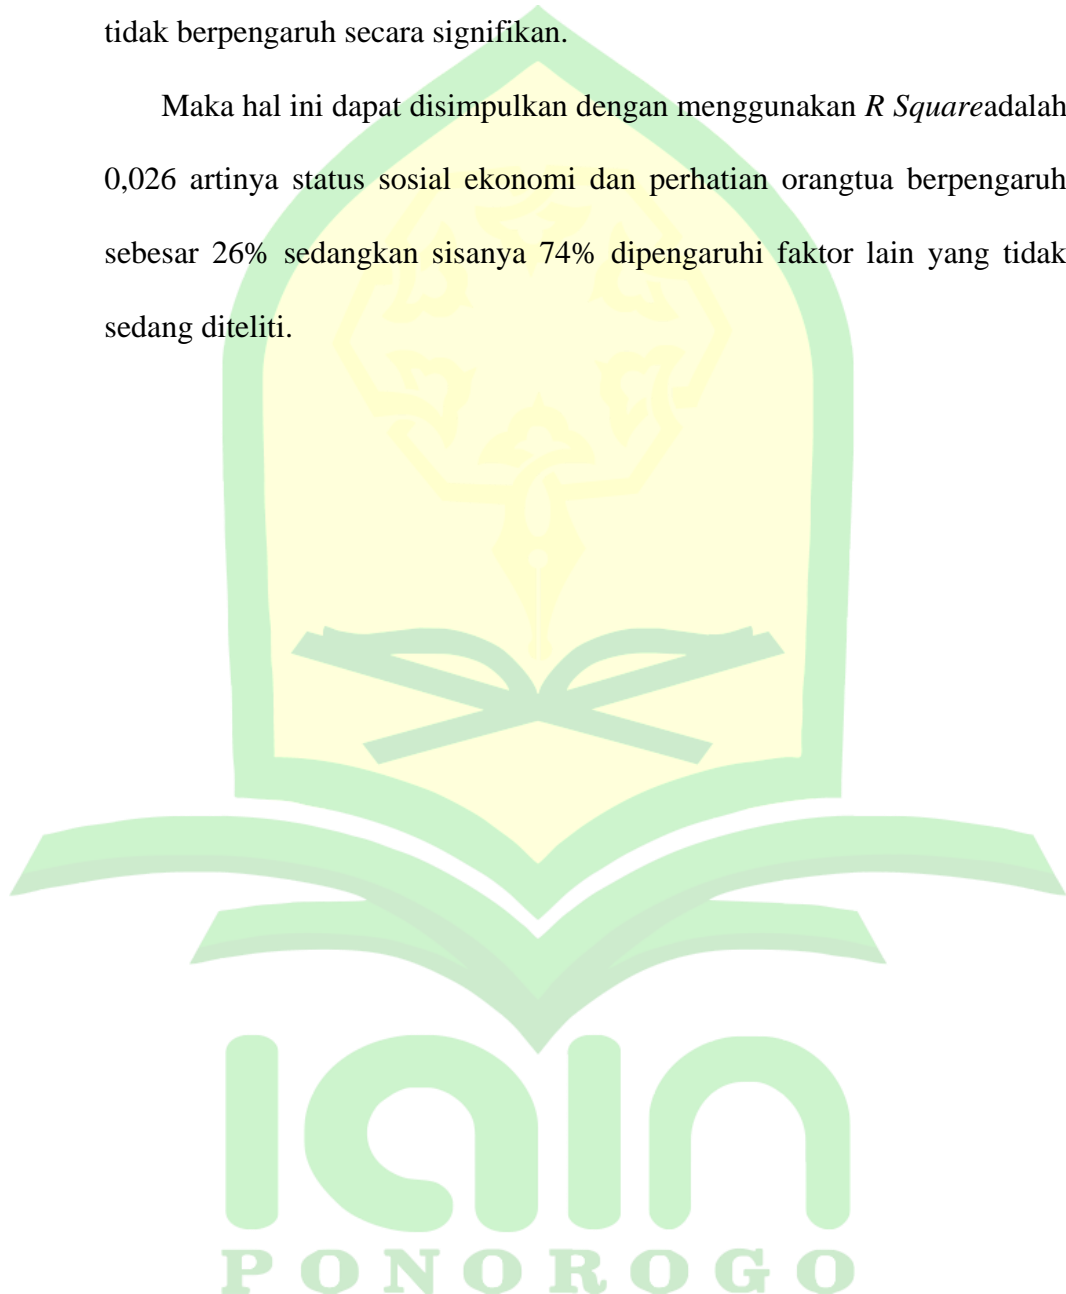 tidak berpengaruh secara signifikan.
Maka hal ini dapat disimpulkan dengan menggunakan R Squareadalah
0,026 artinya status sosial ekonomi dan perhatian orangtua berpengaruh
sebesar 26% sedangkan sisanya 74% dipengaruhi faktor lain yang tidak
sedang diteliti.
IAIN
PONOROGO